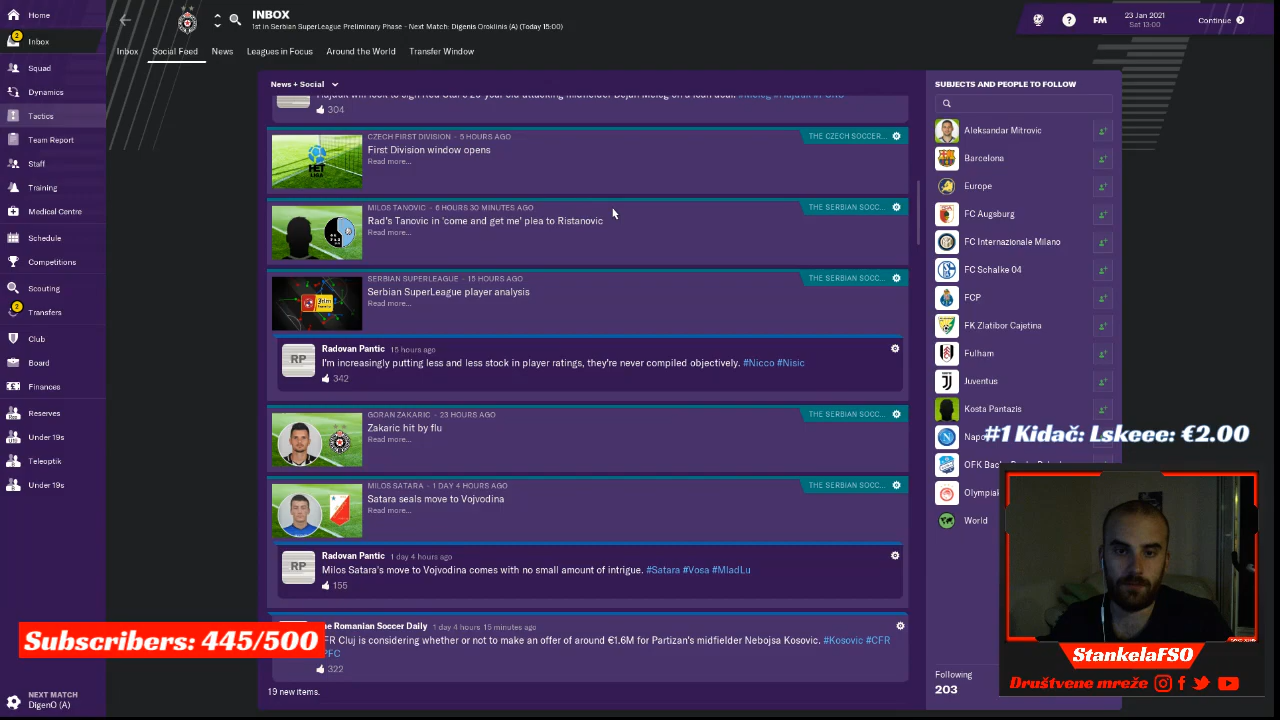 Home
2
Inbox
Squad
Dynamics
Tactics
Team Report
Staff
Training
Medical Centre
Schedule
Competitions
Scouting
2
Transfers
Club
Board
Finances
Reserves
Under 19s
Teleoptik
Under 19s
NEXT MATCH
DigenO (A)
INBOX
1st in Serbian SuperLeague Preliminary Phase - Next Match: Digenis Oroklinis (A) (Today 15:00)
? FM 23 Jan 2021
Sat 13:00
Continue
Inbox Social Feed News Leagues in Focus Around the World Transfer Window
News + Social
304
CZECH FIRST DIVISION - 5 HOURS AGO
THE CZECH SOCCER...
First Division window opens
Read more...
MILOS TANOVIC - 6 HOURS 30 MINUTES AGO
THE SERBIAN SOCC...
Rad's Tanovic in 'come and get me' plea to Ristanovic
Read more...
SERBIAN SUPERLEAGUE - 15 HOURS AGO
THE SERBIAN SOCC...
Serbian SuperLeague player analysis
Read more...
RP
Radovan Pantic 15 hours ago
I'm increasingly putting less and less stock in player ratings, they're never compiled objectively. #Nicco #Nisic
342
GORAN ZAKARIC - 23 HOURS AGO
THE SERBIAN SOCC...
Zakaric hit by flu
Read more...
MILOS SATARA - 1 DAY 4 HOURS AGO
THE SERBIAN SOCC...
Satara seals move to Vojvodina
Read more...
RP
Radovan Pantic 1 day 4 hours ago
Milos Satara's move to Vojvodina comes with no small amount of intrigue. #Satara #Vosa #MladLu
155
Romanian Soccer Daily 1 day 4 hours 15 minutes ago
FR Cluj is considering whether or not to make an offer of around €1.6M for Partizan's midfielder Nebojsa Kosovic. #Kosovic #CFR
PFC
322
19 new items.
SUBJECTS AND PEOPLE TO FOLLOW
Aleksandar Mitrovic
Barcelona
Europe
FC Augsburg
FC Internazionale Milano
FC Schalke 04
FCP
FK Zlatibor Cajetina
Fulham
Juventus
Kosta Pantazis
Napo
OFK Back
Olympiak
World
Following
203
#1 Kidač: Lskeee: €2.00
Subscribers: 445/500
StankelaFSO
Društvene mreže